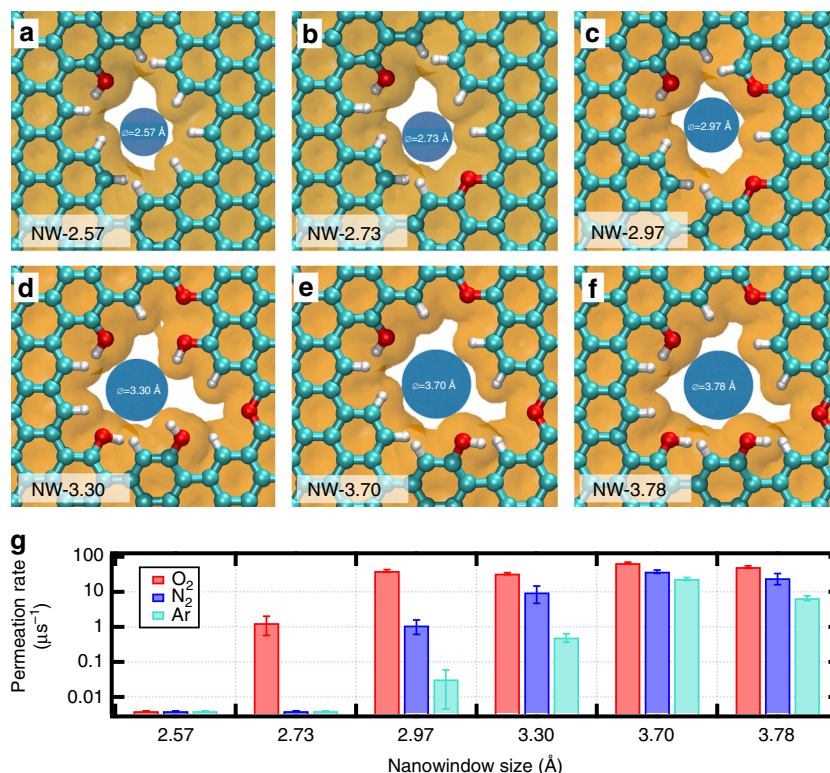 a
⌀=2.57 Å
NW-2.57
b
⌀=2.73 Å
NW-2.73
c
⌀=2.97 Å
NW-2.97
d
⌀=3.30 Å
NW-3.30
e
⌀=3.70 Å
NW-3.70
f
⌀=3.78 Å
NW-3.78
g
Permeation rate
(μs⁻¹)
100
10
1
0.1
0.01
O₂
N₂
Ar
2.57 2.73 2.97 3.30 3.70 3.78
Nanowindow size (Å)